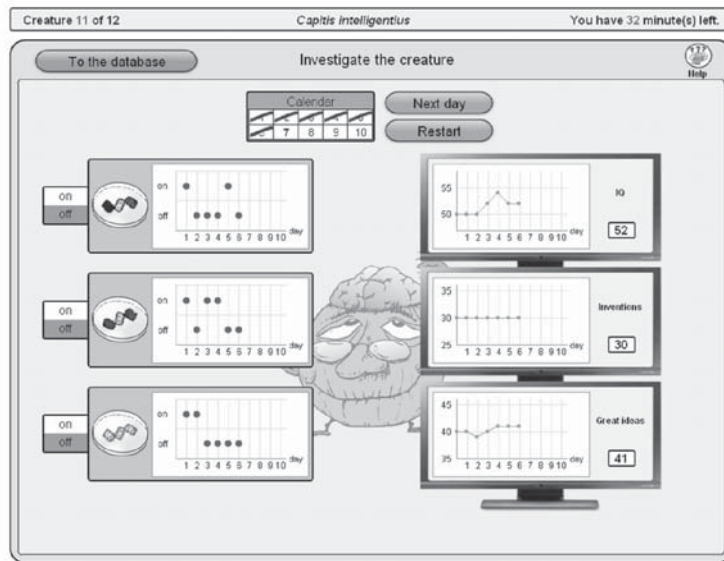 Creature 11 of 12
Capitis intelligentius
You have 32 minute(s) left.
To the database
Investigate the creature
???
Help
Calendar
1 2 3 4 5
6 7 8 9 10
Next day
Restart
on
off
on
off
1 2 3 4 5 6 7 8 9 10
day
55
50
1 2 3 4 5 6 7 8 9 10
day
IQ
52
on
off
on
off
1 2 3 4 5 6 7 8 9 10
day
35
30
25
1 2 3 4 5 6 7 8 9 10
day
Inventions
30
on
off
on
off
1 2 3 4 5 6 7 8 9 10
day
45
40
35
1 2 3 4 5 6 7 8 9 10
day
Great ideas
41